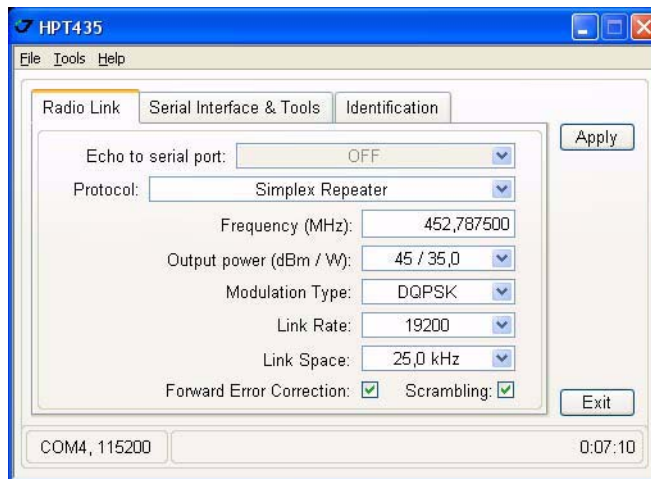 HPT435
File Tools Help
Radio Link Serial Interface & Tools Identification
Apply
Echo to serial port: OFF
Protocol: Simplex Repeater
Frequency (MHz): 452,787500
Output power (dBm / W): 45 / 35,0
Modulation Type: DQPSK
Link Rate: 19200
Link Space: 25,0 kHz
Forward Error Correction: Scrambling:
Exit
COM4, 115200 0:07:10